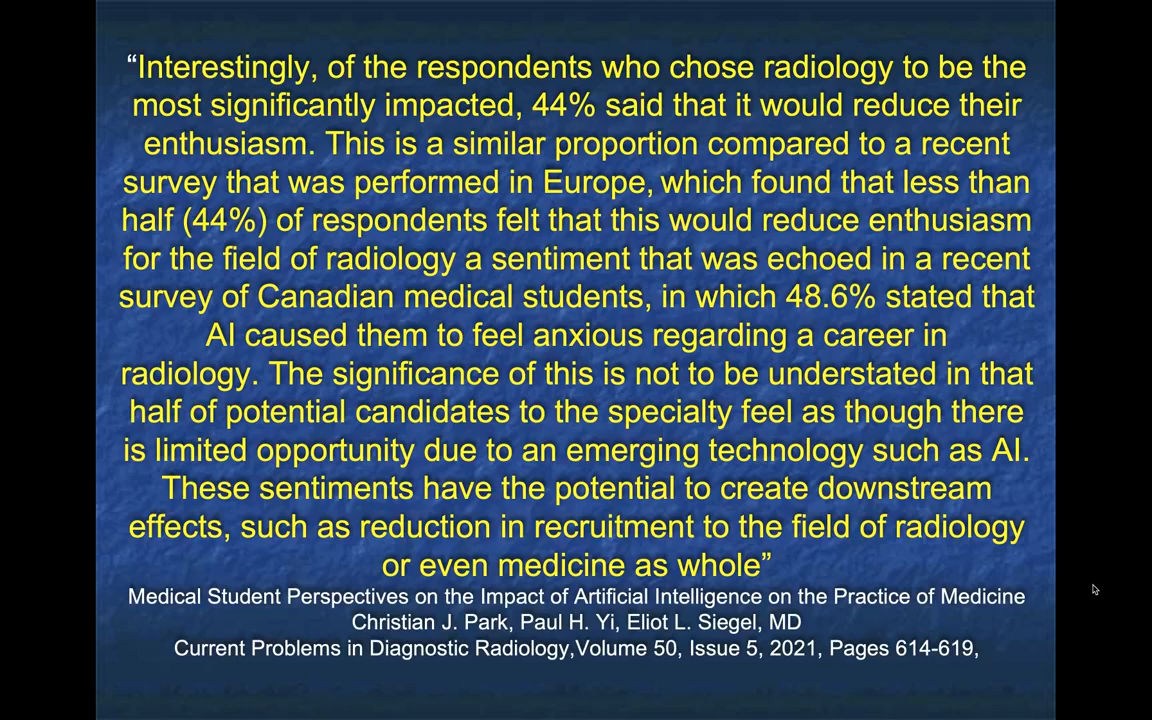 “Interestingly, of the respondents who chose radiology to be the
most significantly impacted, 44% said that it would reduce their
enthusiasm. This is a similar proportion compared to a recent
survey that was performed in Europe, which found that less than
half (44%) of respondents felt that this would reduce enthusiasm
for the field of radiology a sentiment that was echoed in a recent
survey of Canadian medical students, in which 48.6% stated that
AI caused them to feel anxious regarding a career in
radiology. The significance of this is not to be understated in that
half of potential candidates to the specialty feel as though there
is limited opportunity due to an emerging technology such as AI.
These sentiments have the potential to create downstream
effects, such as reduction in recruitment to the field of radiology
or even medicine as whole”
Medical Student Perspectives on the Impact of Artificial Intelligence on the Practice of Medicine
Christian J. Park, Paul H. Yi, Eliot L. Siegel, MD
Current Problems in Diagnostic Radiology,Volume 50, Issue 5, 2021, Pages 614-619,